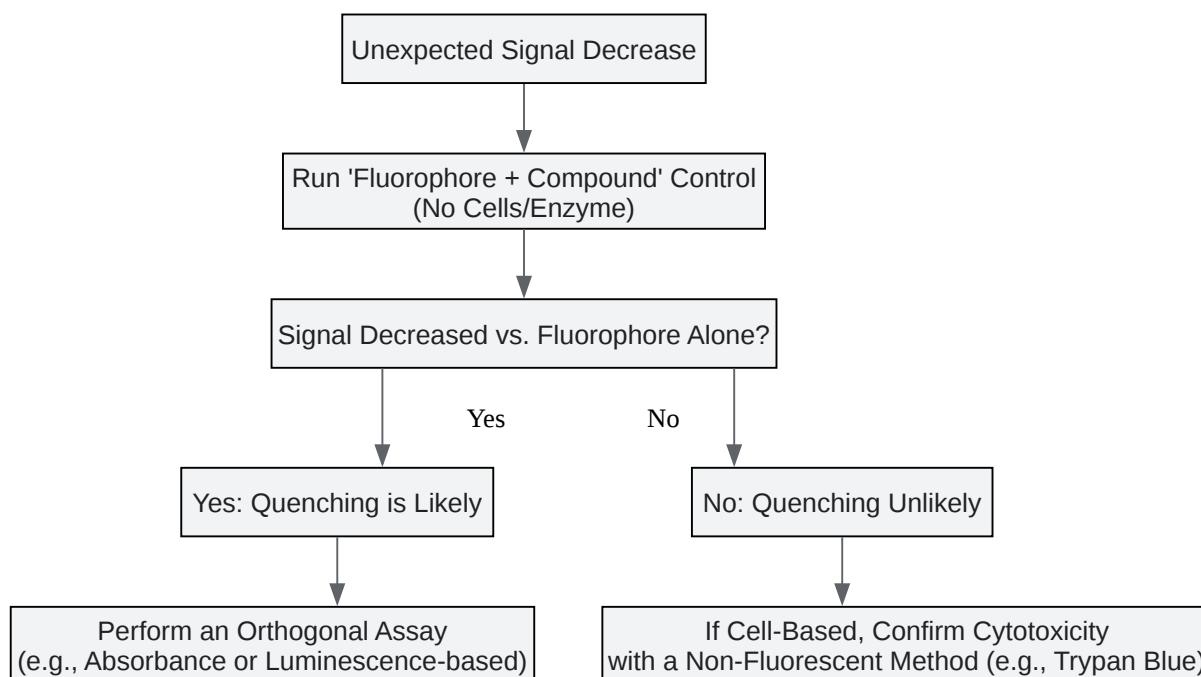 Unexpected Signal Decrease
Run 'Fluorophore + Compound' Control
(No Cells/Enzyme)
Signal Decreased vs. Fluorophore Alone?
Yes
No
Yes: Quenching is Likely
No: Quenching Unlikely
Perform an Orthogonal Assay
(e.g., Absorbance or Luminescence-based)
If Cell-Based, Confirm Cytotoxicity
with a Non-Fluorescent Method (e.g., Trypan Blue)